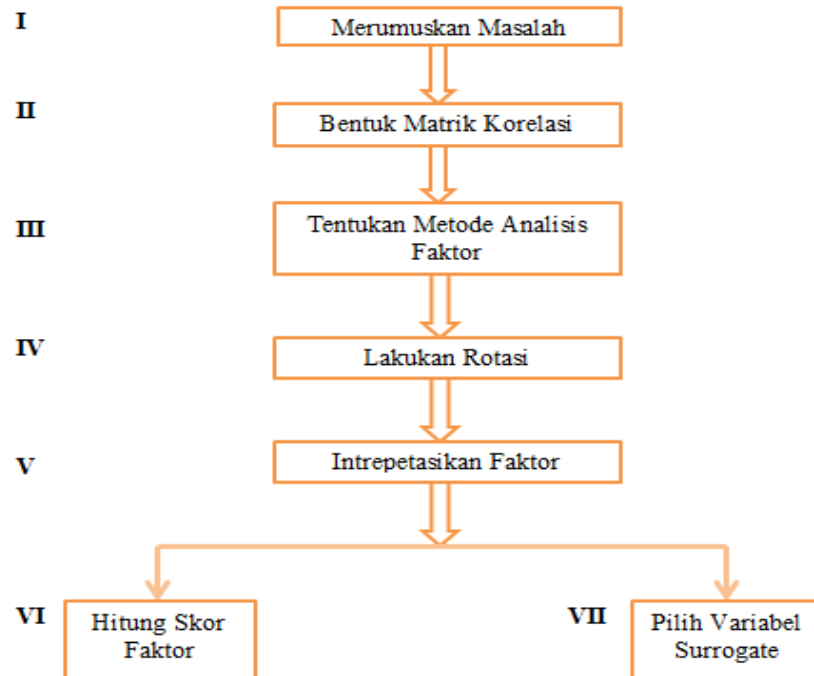 I
Merumuskan Masalah
II
Bentuk Matrik Korelasi
III
Tentukan Metode Analisis
Faktor
IV
Lakukan Rotasi
V
Intrepetasikan Faktor
VI
Hitung Skor
Faktor
VII
Pilih Variabel
Surrogate